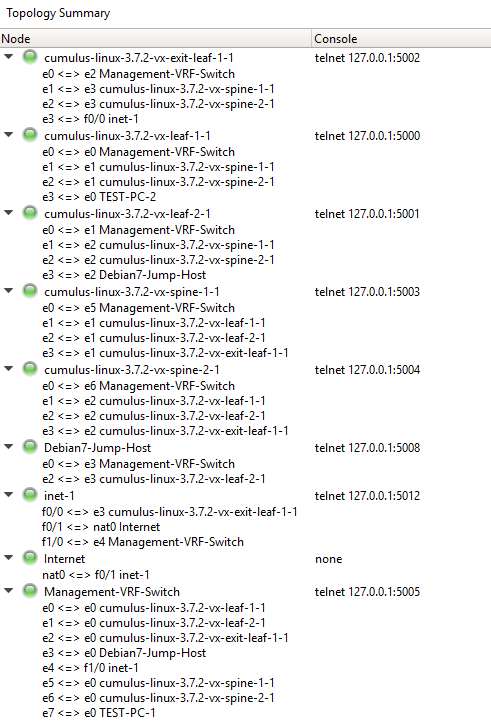 Topology Summary
Node Console
cumulus-linux-3.7.2-vx-exit-leaf-1-1 telnet 127.0.0.1:5002
e0 <=> e2 Management-VRF-Switch
e1 <=> e3 cumulus-linux-3.7.2-vx-spine-1-1
e2 <=> e3 cumulus-linux-3.7.2-vx-spine-2-1
e3 <=> f0/0 inet-1
cumulus-linux-3.7.2-vx-leaf-1-1 telnet 127.0.0.1:5000
e0 <=> e0 Management-VRF-Switch
e1 <=> e1 cumulus-linux-3.7.2-vx-spine-1-1
e2 <=> e1 cumulus-linux-3.7.2-vx-spine-2-1
e3 <=> e0 TEST-PC-2
cumulus-linux-3.7.2-vx-leaf-2-1 telnet 127.0.0.1:5001
e0 <=> e1 Management-VRF-Switch
e1 <=> e2 cumulus-linux-3.7.2-vx-spine-1-1
e2 <=> e2 cumulus-linux-3.7.2-vx-spine-2-1
e3 <=> e2 Debian7-Jump-Host
cumulus-linux-3.7.2-vx-spine-1-1 telnet 127.0.0.1:5003
e0 <=> e5 Management-VRF-Switch
e1 <=> e1 cumulus-linux-3.7.2-vx-leaf-1-1
e2 <=> e1 cumulus-linux-3.7.2-vx-leaf-2-1
e3 <=> e1 cumulus-linux-3.7.2-vx-exit-leaf-1-1
cumulus-linux-3.7.2-vx-spine-2-1 telnet 127.0.0.1:5004
e0 <=> e6 Management-VRF-Switch
e1 <=> e2 cumulus-linux-3.7.2-vx-leaf-1-1
e2 <=> e2 cumulus-linux-3.7.2-vx-leaf-2-1
e3 <=> e2 cumulus-linux-3.7.2-vx-exit-leaf-1-1
Debian7-Jump-Host telnet 127.0.0.1:5008
e0 <=> e3 Management-VRF-Switch
e2 <=> e3 cumulus-linux-3.7.2-vx-leaf-2-1
inet-1 telnet 127.0.0.1:5012
f0/0 <=> e3 cumulus-linux-3.7.2-vx-exit-leaf-1-1
f0/1 <=> nat0 Internet
f1/0 <=> e4 Management-VRF-Switch
Internet none
nat0 <=> f0/1 inet-1
Management-VRF-Switch telnet 127.0.0.1:5005
e0 <=> e0 cumulus-linux-3.7.2-vx-leaf-1-1
e1 <=> e0 cumulus-linux-3.7.2-vx-leaf-2-1
e2 <=> e0 cumulus-linux-3.7.2-vx-exit-leaf-1-1
e3 <=> e0 Debian7-Jump-Host
e4 <=> f1/0 inet-1
e5 <=> e0 cumulus-linux-3.7.2-vx-spine-1-1
e6 <=> e0 cumulus-linux-3.7.2-vx-spine-2-1
e7 <=> e0 TEST-PC-1